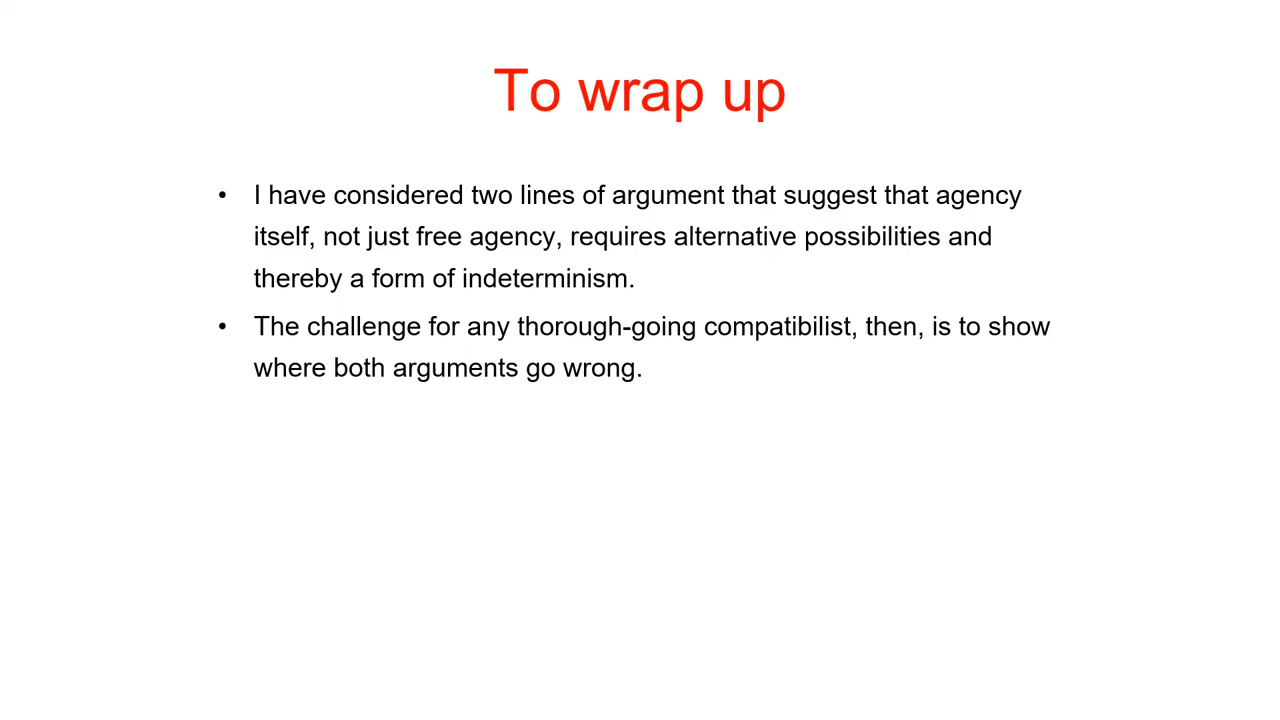 To wrap up
• I have considered two lines of argument that suggest that agency
itself, not just free agency, requires alternative possibilities and
thereby a form of indeterminism.
• The challenge for any thorough-going compatibilist, then, is to show
where both arguments go wrong.